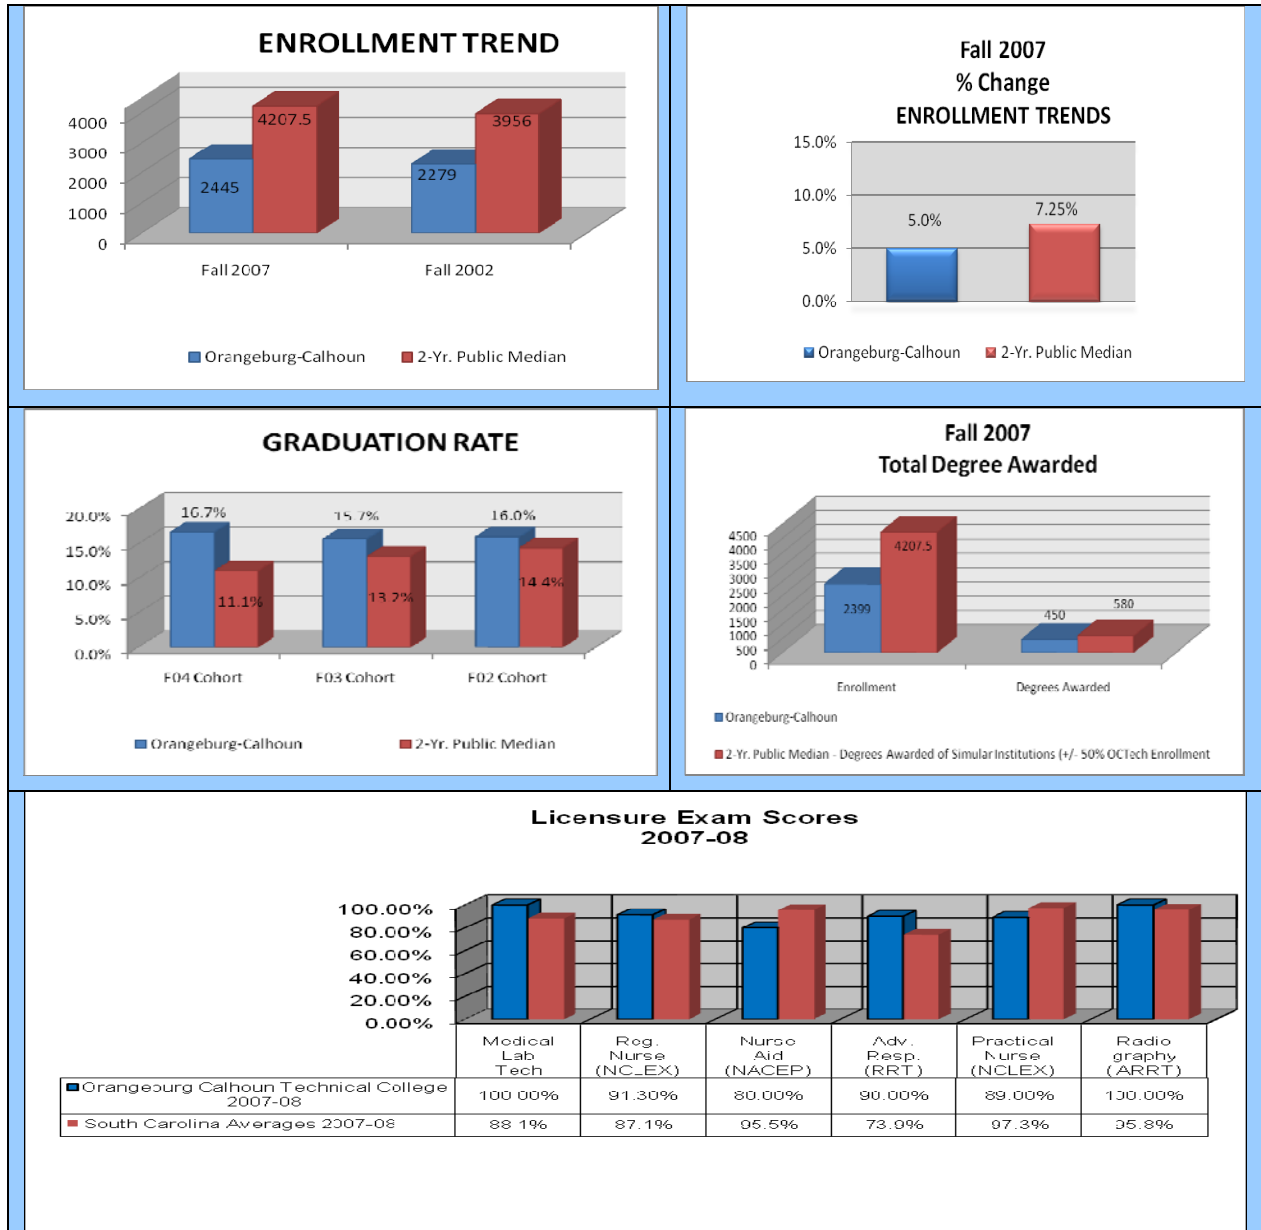 ENROLLMENT TREND
4000
3000
2000
1000
0
2445
4207.5
2279
3956
Fall 2007
Fall 2002
Orangeburg-Calhoun
2-Yr. Public Median
Fall 2007
% Change
ENROLLMENT TRENDS
15.0%
10.0%
5.0%
0.0%
5.0%
7.25%
Orangeburg-Calhoun
2-Yr. Public Median
GRADUATION RATE
20.0%
15.0%
10.0%
5.0%
0.0%
16.7%
11.1%
15.7%
13.2%
16.0%
14.4%
F04 Cohort
F03 Cohort
F02 Cohort
Orangeburg-Calhoun
2-Yr. Public Median
Fall 2007
Total Degree Awarded
4500
4000
3500
3000
2500
2000
1500
1000
500
0
2399
4207.5
450
580
Enrollment
Degrees Awarded
Orangeburg-Calhoun
2-Yr. Public Median - Degrees Awarded of Simular Institutions (+/- 50% OCTech Enrollment
Licensure Exam Scores
2007-08
100.00%
80.00%
60.00%
40.00%
20.00%
0.00%
Medical Lab Tech
Reg. Nurse (NCLEX)
Nurse Aid (NACEP)
Adv. Resp. (RRT)
Practical Nurse (NCLEX)
Radio graphy (ARRT)
Orangeburg Calhoun Technical College 2007-08 100.00% 91.30% 80.00% 90.00% 89.00% 100.00%
South Carolina Averages 2007-08 88.1% 87.1% 95.5% 73.9% 97.3% 95.8%